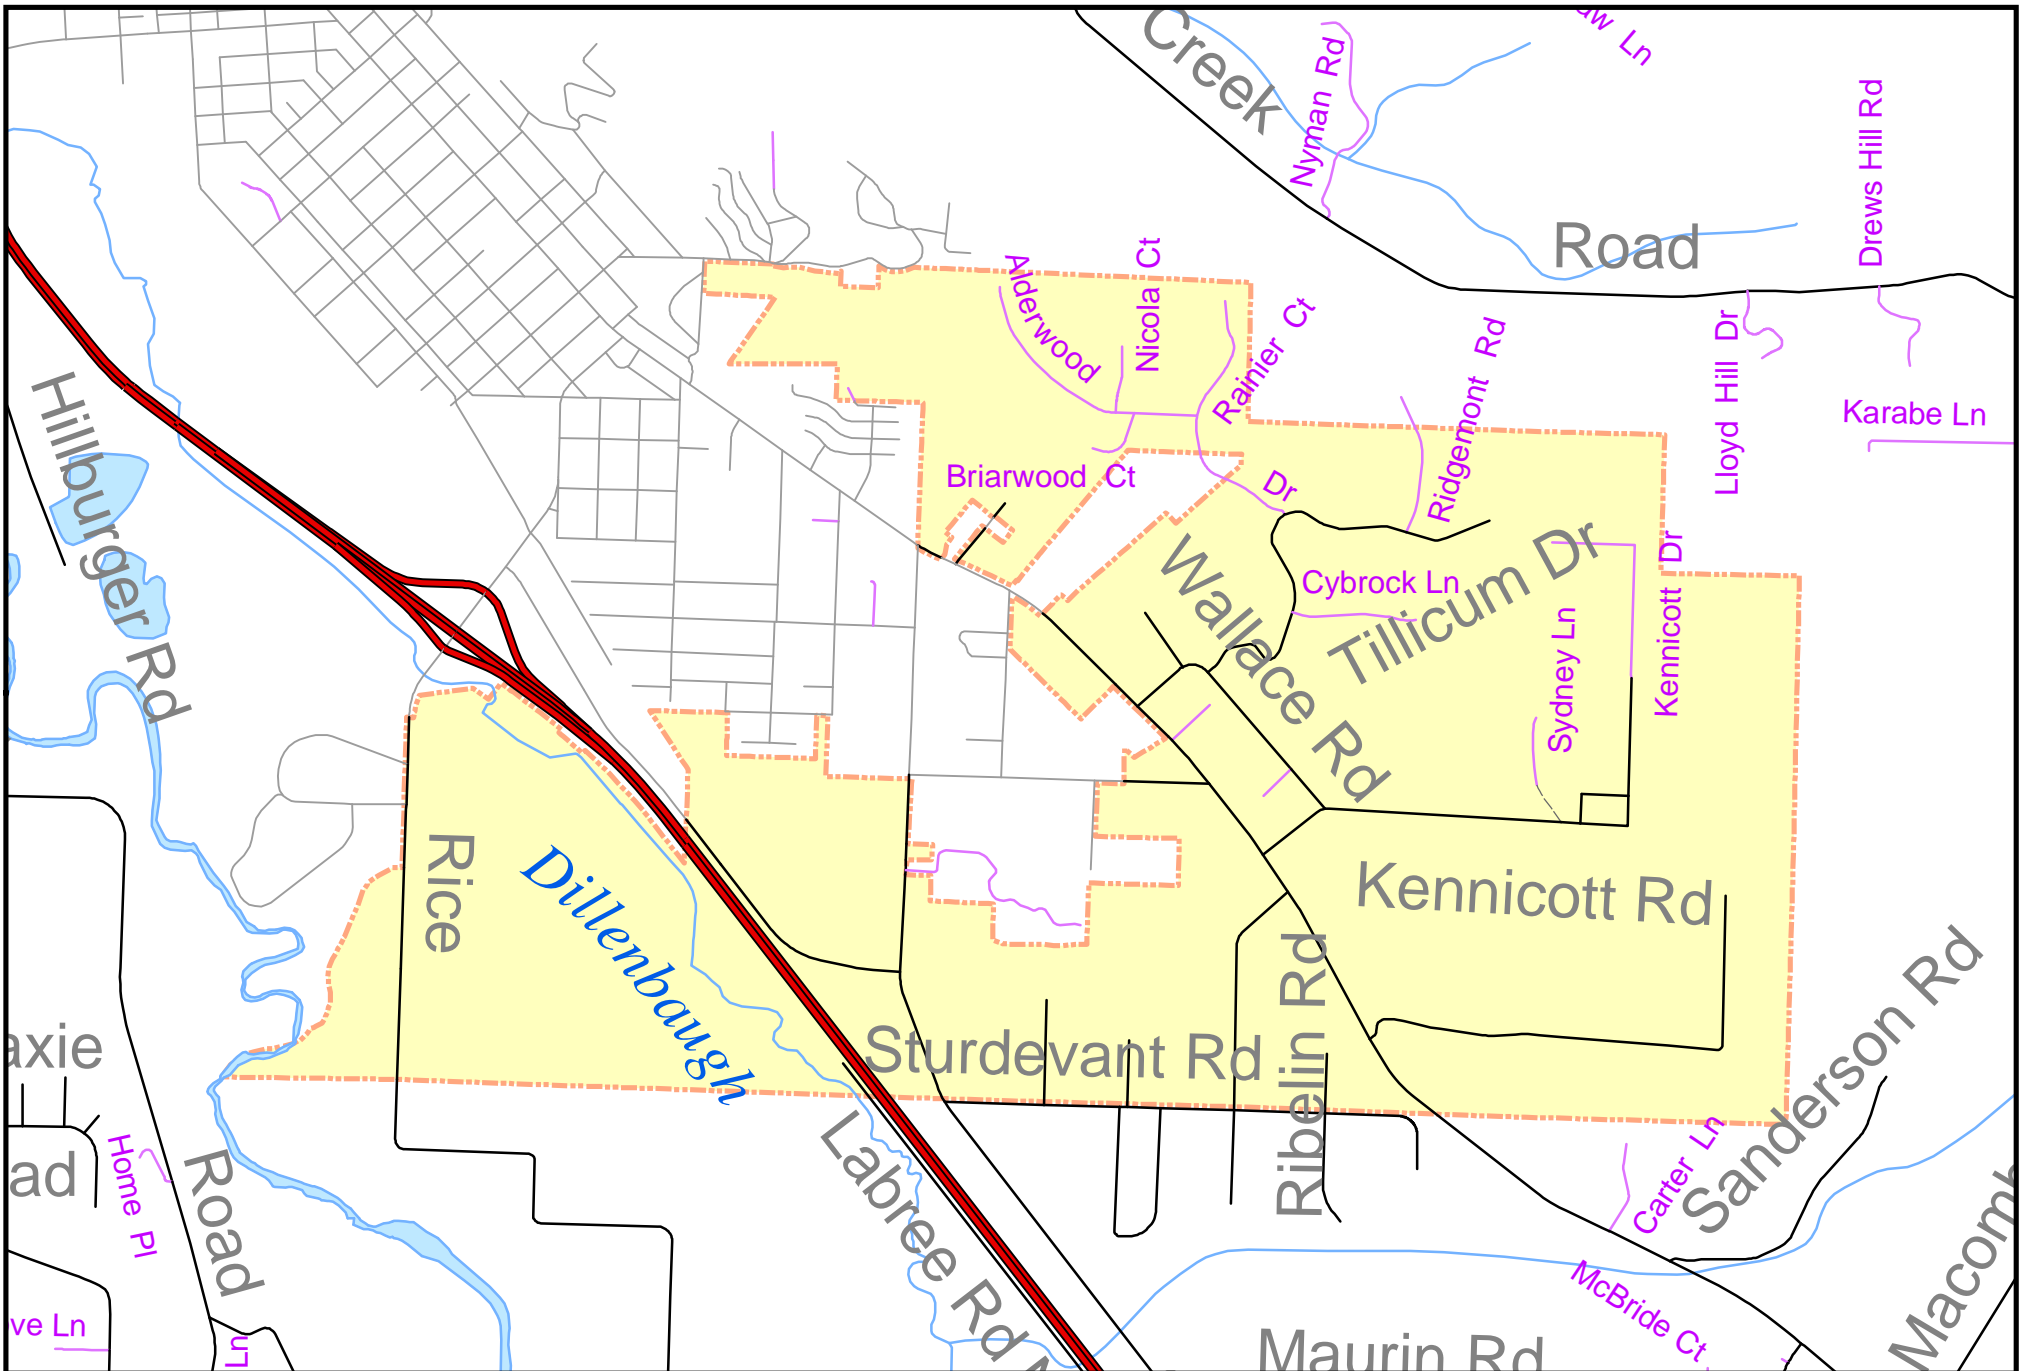 Creek
Nyman Rd
Ln
Drews Hill Rd
Road
Alderwood
Nicola Ct
Rainier Ct
Dr
Ridgemont Rd
Lloyd Hill Dr
Karabe Ln
Hillburger Rd
Briarwood Ct
Wallace Rd
Cybrock Ln
Tillicum Dr
Sydney Ln
Kennicott Dr
Rice
Dillenbaugh
Kennicott Rd
Sturdevant Rd
Ribelin Rd
Sanderson Rd
axie
ad
Home Pl
Road
Labree Rd
Carter Ln
McBride Ct
Macomb
ve Ln
Ln
Maurin Rd